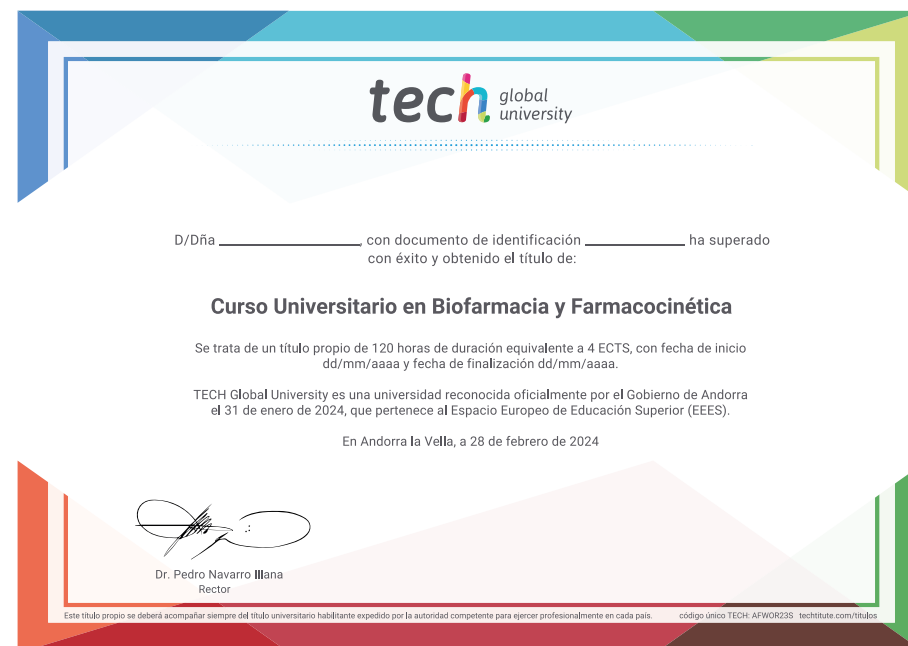 tech global
university
D/Dña ______________, con documento de identificación ______________ ha superado
con éxito y obtenido el título de:
Curso Universitario en Biofarmacia y Farmacocinética
Se trata de un título propio de 120 horas de duración equivalente a 4 ECTS, con fecha de inicio
dd/mm/aaaa y fecha de finalización dd/mm/aaaa.
TECH Global University es una universidad reconocida oficialmente por el Gobierno de Andorra
el 31 de enero de 2024, que pertenece al Espacio Europeo de Educación Superior (EEES).
En Andorra la Vella, a 28 de febrero de 2024
Dr. Pedro Navarro Illana
Rector
Este título propio se deberá acompañar siempre del título universitario habilitante expedido por la autoridad competente para ejercer profesionalmente en cada país. código único TECH: AFWOR23S techtitute.com/títulos